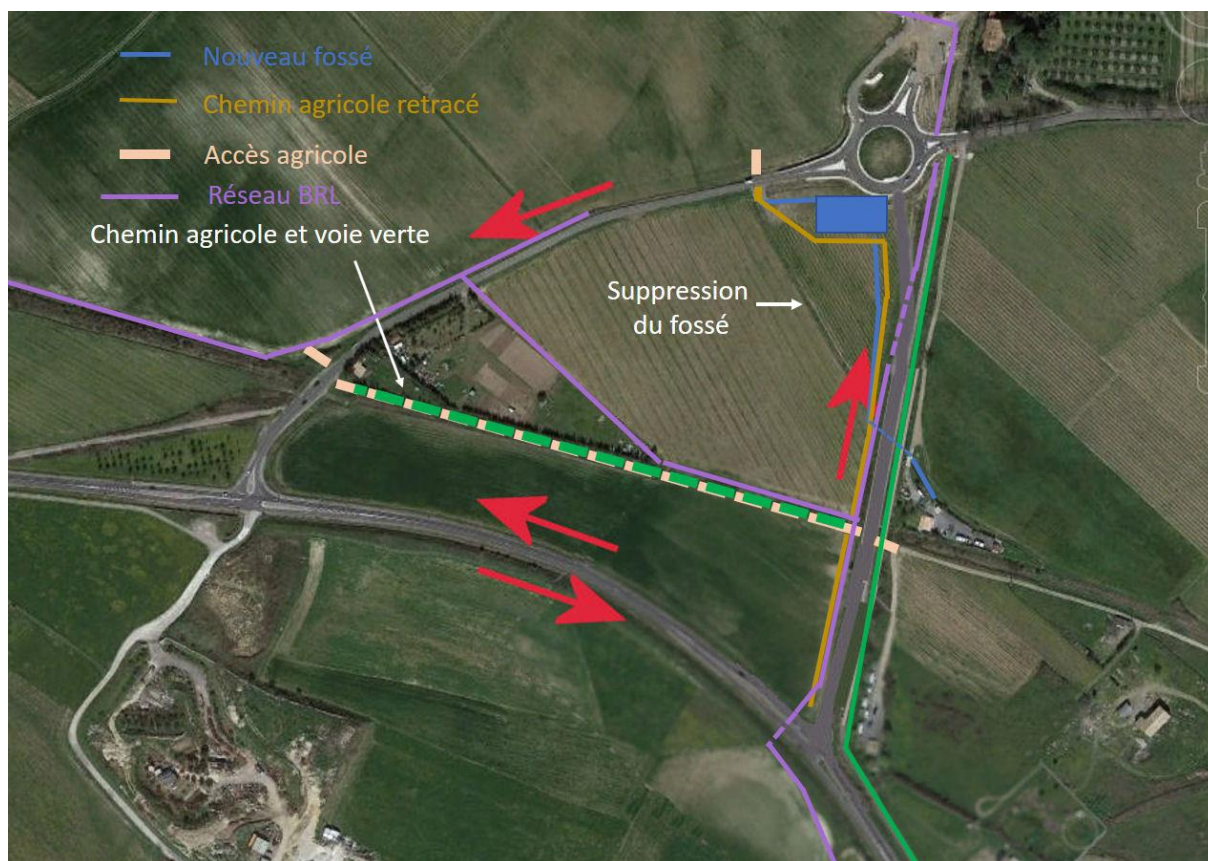 Nouveau fossé
Chemin agricole retracé
Accès agricole
Réseau BRL
Chemin agricole et voie verte
Suppression
du fossé